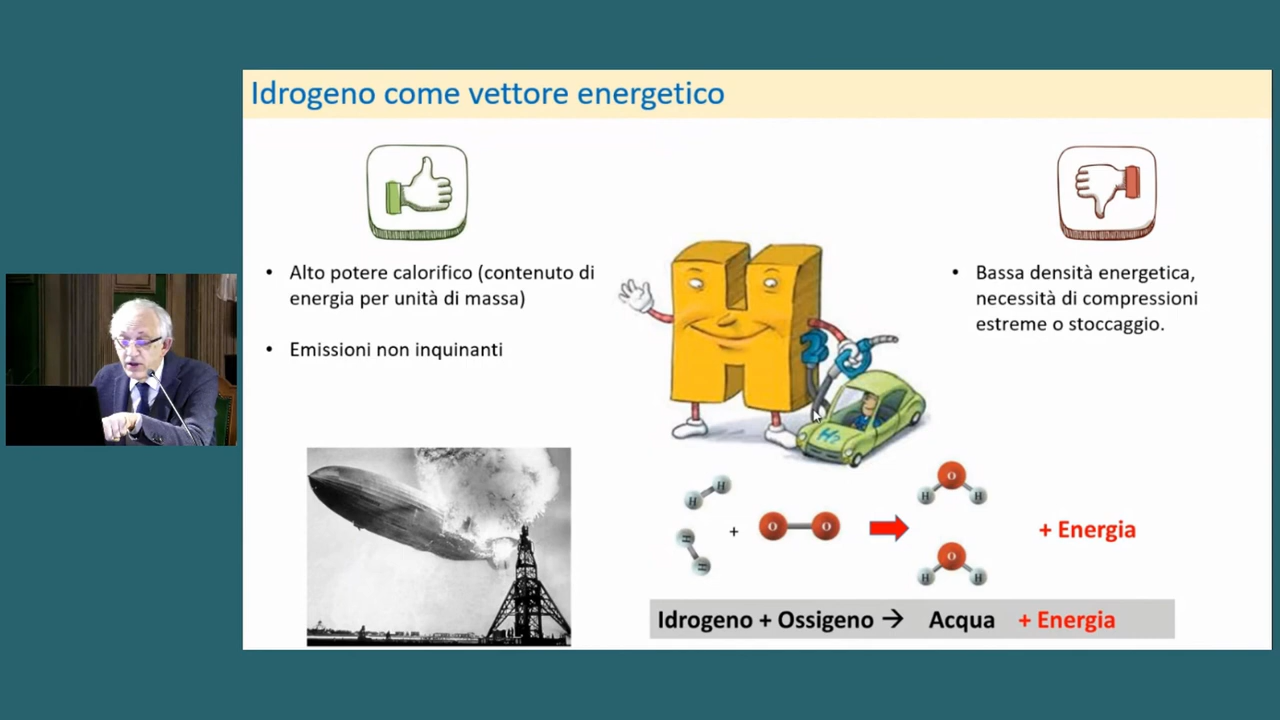 Idrogeno come vettore energetico
• Alto potere calorifico (contenuto di
energia per unità di massa)
• Emissioni non inquinanti
• Bassa densità energetica,
necessità di compressioni
estreme o stoccaggio.
H₂
H H
H H
+
O O
O
H H
O
H H
+ Energia
Idrogeno + Ossigeno → Acqua + Energia